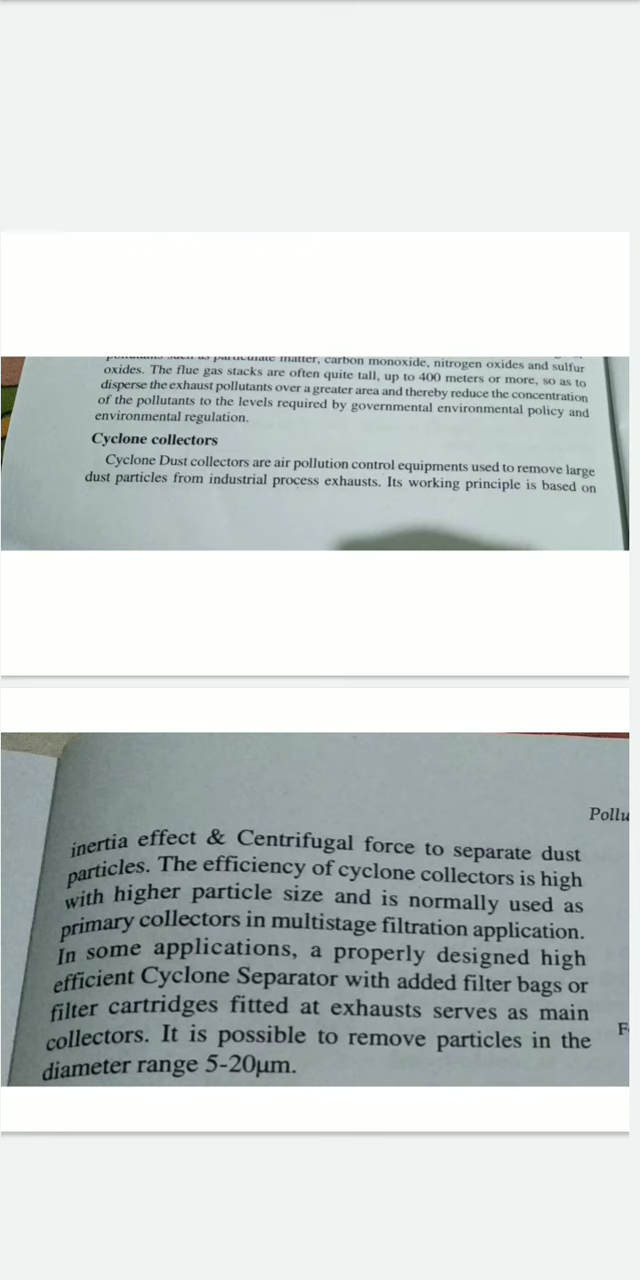 particulate matter, carbon monoxide, nitrogen oxides and sulfur
oxides. The flue gas stacks are often quite tall, up to 400 meters or more, so as to
disperse the exhaust pollutants over a greater area and thereby reduce the concentration
of the pollutants to the levels required by governmental environmental policy and
environmental regulation.
Cyclone collectors
Cyclone Dust collectors are air pollution control equipments used to remove large
dust particles from industrial process exhausts. Its working principle is based on
Pollu
inertia effect & Centrifugal force to separate dust
particles. The efficiency of cyclone collectors is high
with higher particle size and is normally used as
primary collectors in multistage filtration application.
In some applications, a properly designed high
efficient Cyclone Separator with added filter bags or
filter cartridges fitted at exhausts serves as main
collectors. It is possible to remove particles in the
F
diameter range 5-20μm.